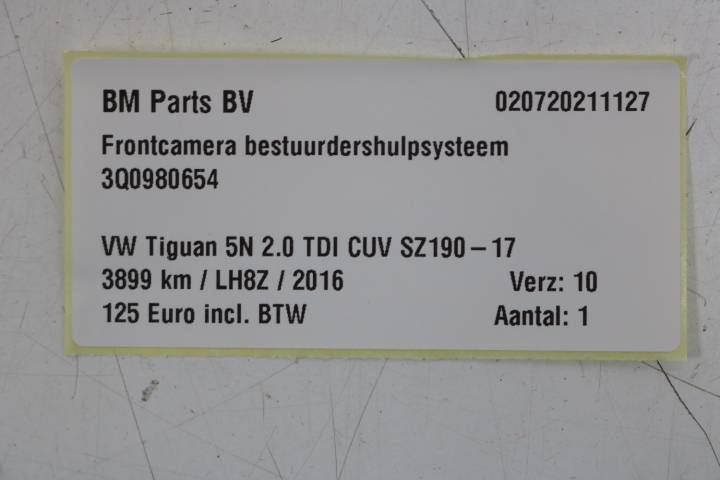 BM Parts BV 020720211127
Frontcamera bestuurdershulpsysteem
3Q0980654
VW Tiguan 5N 2.0 TDI CUV SZ190 – 17
3899 km / LH8Z / 2016 Verz: 10
125 Euro incl. BTW Aantal: 1